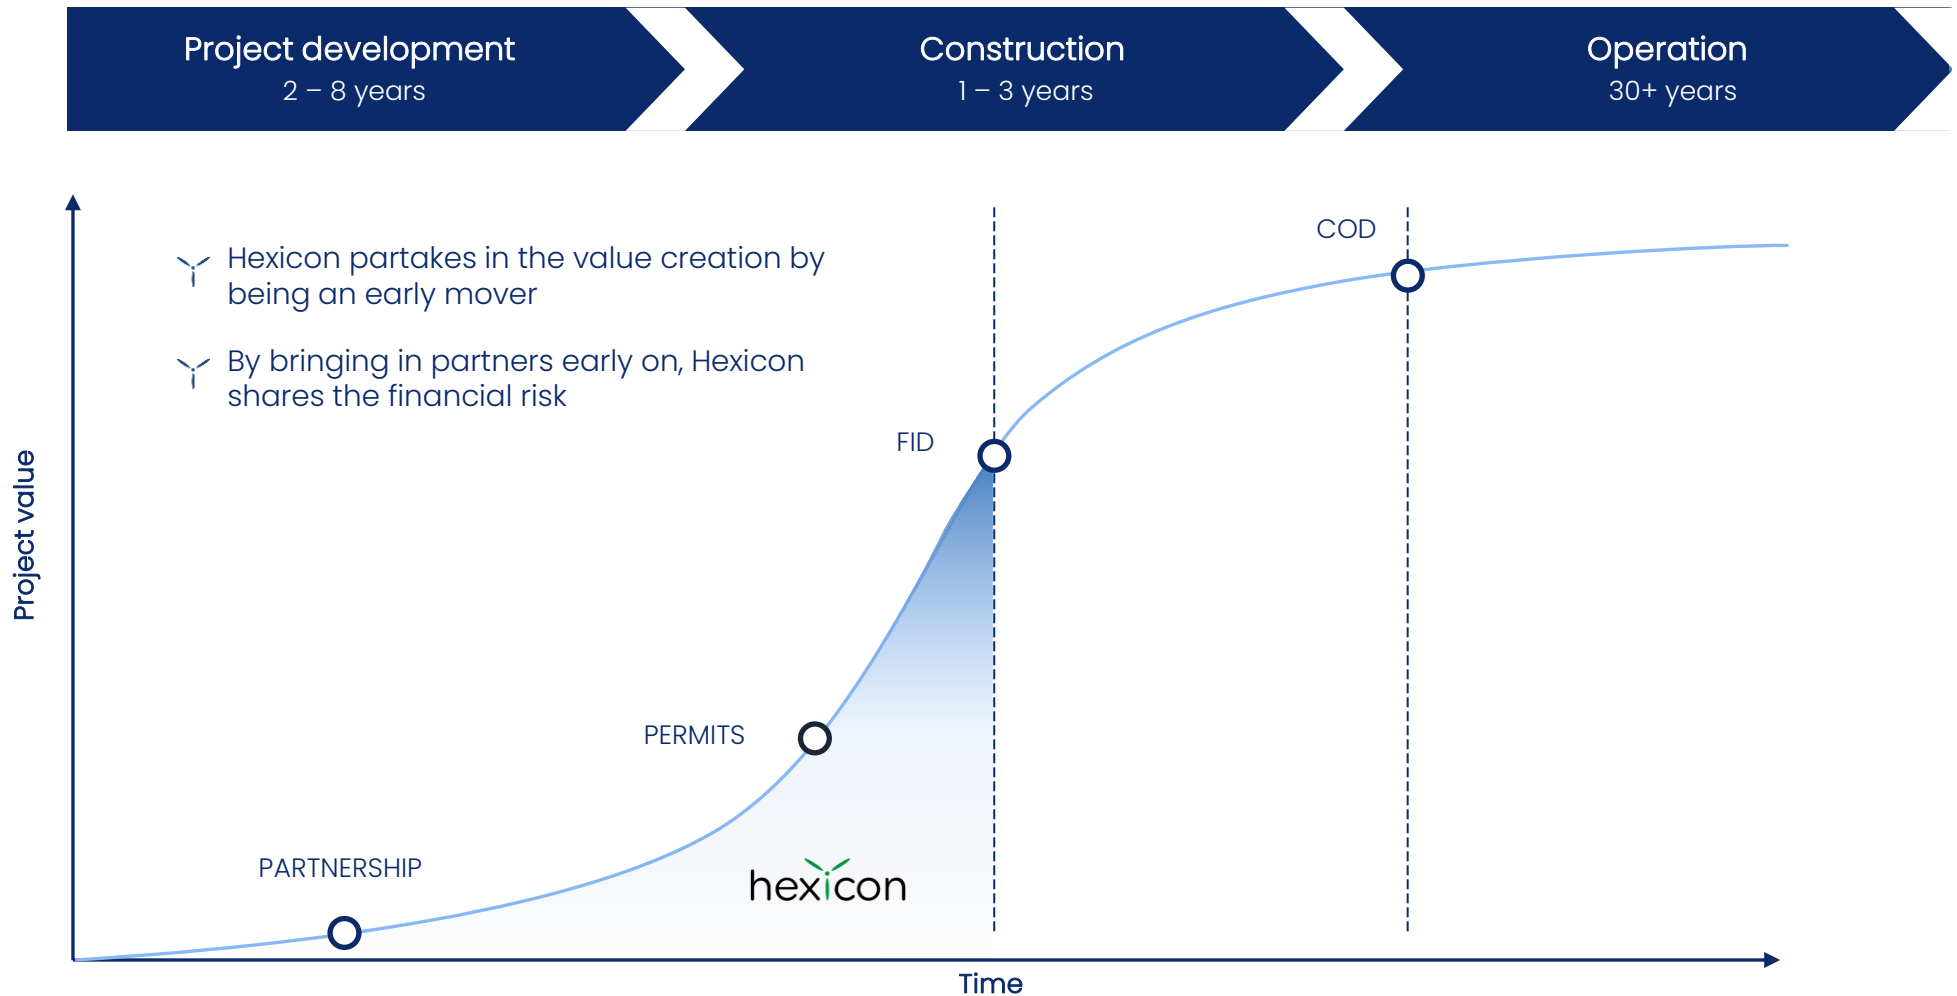 Project development
2 – 8 years
Construction
1 – 3 years
Operation
30+ years
Hexicon partakes in the value creation by
being an early mover
By bringing in partners early on, Hexicon
shares the financial risk
COD
FID
PERMITS
PARTNERSHIP
hexicon
Project value
Time